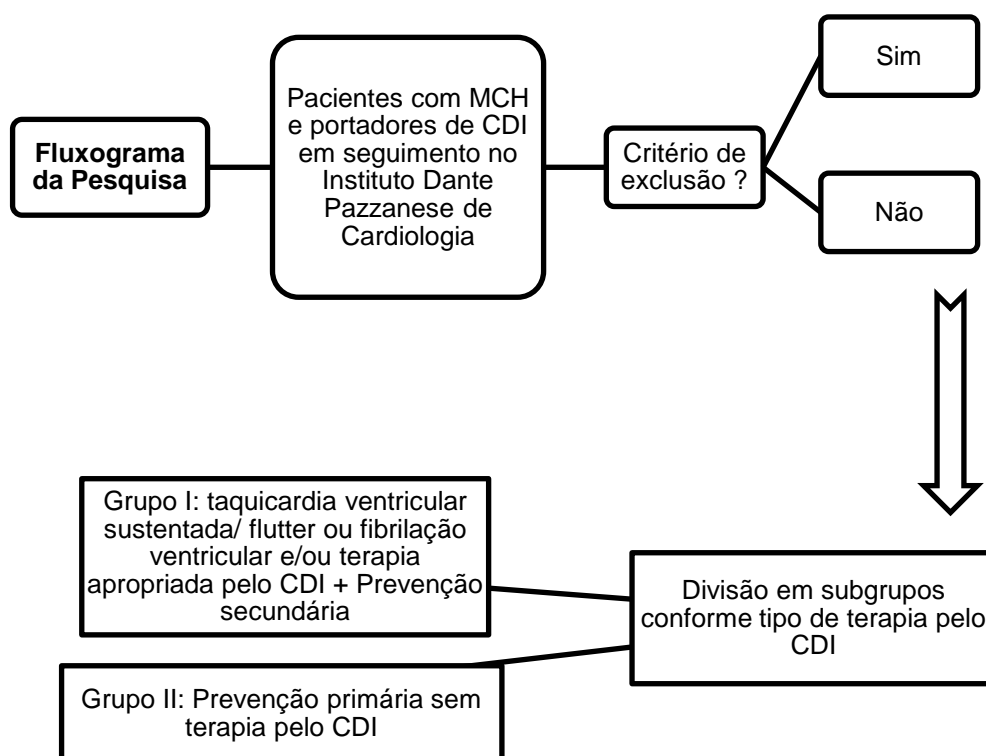 Fluxograma
da Pesquisa
Pacientes com MCH
e portadores de CDI
em seguimento no
Instituto Dante
Pazzanese de
Cardiologia
Critério de
exclusão ?
Sim
Não
Divisão em subgrupos
conforme tipo de terapia pelo
CDI
Grupo I: taquicardia ventricular
sustentada/ flutter ou fibrilação
ventricular e/ou terapia
apropriada pelo CDI + Prevenção
secundária
Grupo II: Prevenção primária sem
terapia pelo CDI